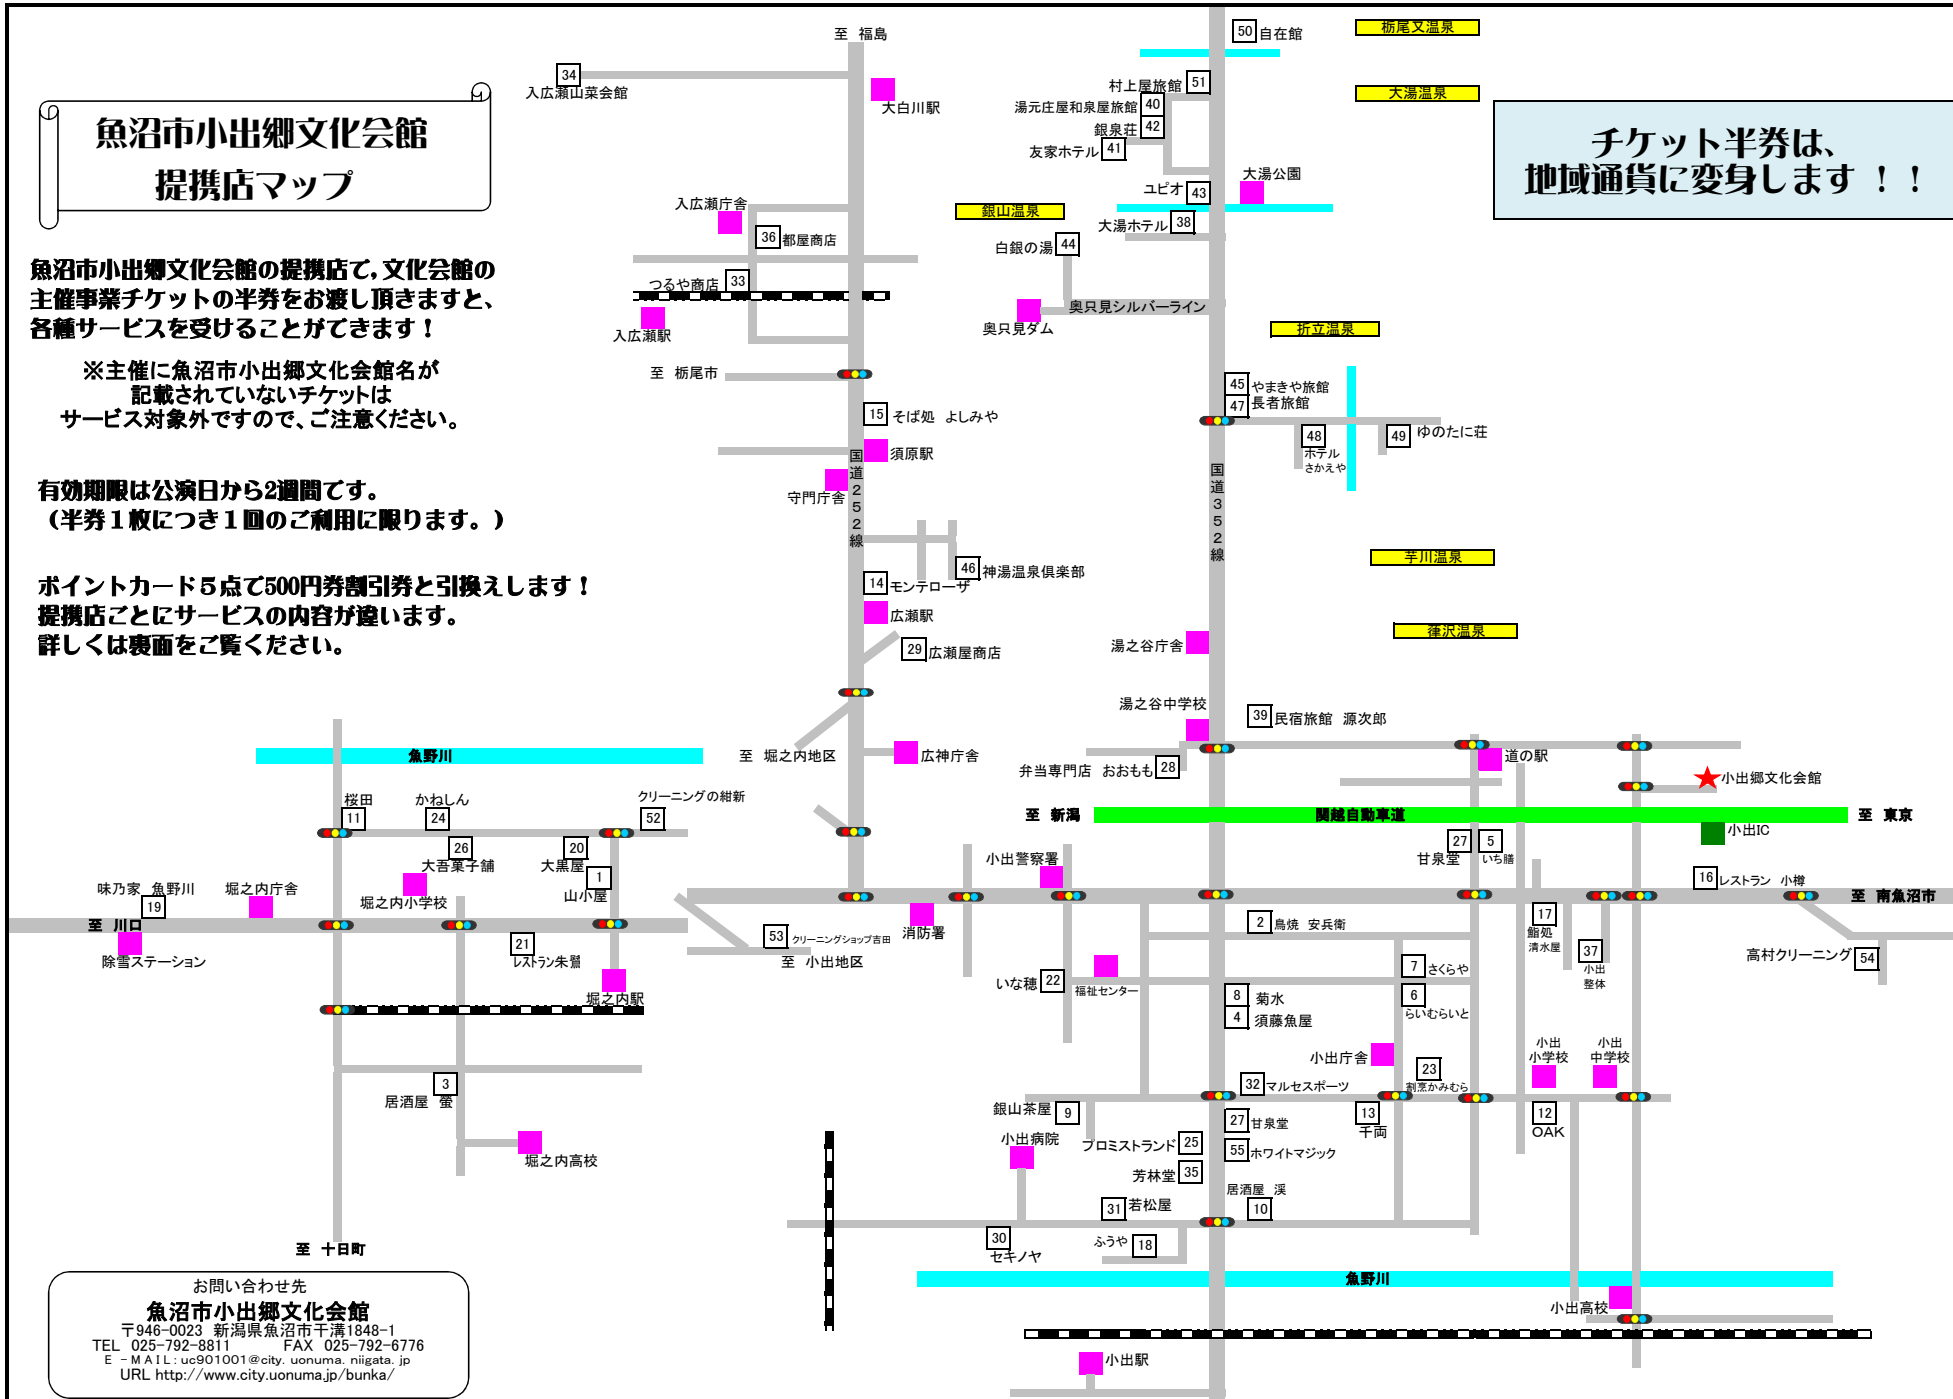 魚沼市小出郷文化会館
提携店マップ
チケット半券は、
地域通貨に変身します ！！
魚沼市小出郷文化会館の提携店で,文化会館の
主催事業チケットの半券をお渡し頂きますと、
各種サービスを受けることができます！
※主催に魚沼市小出郷文化会館名が
記載されていないチケットは
サービス対象外ですので、ご注意ください。
有効期限は公演日から2週間です。
（半券１枚につき１回のご利用に限ります。）
ポイントカード５点で500円券割引券と引換えします！
提携店ごとにサービスの内容が違います。
詳しくは裏面をご覧ください。
至 福島
34
入広瀬山菜会館
大白川駅
入広瀬庁舎
36 都屋商店
つるや商店 33
入広瀬駅
至 栃尾市
15 そば処 よしみや
須原駅
守門庁舎
国道２５２線
46 神湯温泉倶楽部
14 モンテローザ
広瀬駅
29 広瀬屋商店
至 堀之内地区
広神庁舎
50 自在館
栃尾又温泉
村上屋旅館 51
大湯温泉
湯元庄屋和泉屋旅館 40
銀泉荘 42
友家ホテル 41
ユピオ 43
大湯公園
銀山温泉
大湯ホテル 38
白銀の湯 44
奥只見シルバーライン
奥只見ダム
折立温泉
45 やまきや旅館
47 長者旅館
48
ホテル
さかえや
49 ゆのたに荘
国道３５２線
芋川温泉
葎沢温泉
湯之谷庁舎
湯之谷中学校
39 民宿旅館 源次郎
弁当専門店 おおもも 28
道の駅
小出郷文化会館
至 新潟
関越自動車道
至 東京
小出IC
27
甘泉堂
5
いち膳
16 レストラン 小樽
至 南魚沼市
魚野川
桜田
11
かねしん
24
クリーニングの紺新
52
26
大吾菓子舗
20
大黒屋
1
山小屋
味乃家 魚野川
19
堀之内庁舎
堀之内小学校
至 川口
除雪ステーション
21
レストラン朱鷺
堀之内駅
53 クリーニングショップ吉田
至 小出地区
消防署
小出警察署
2 鳥焼 安兵衛
17
鮨処
清水屋
37
小出
整体
高村クリーニング 54
いな穂 22
福祉センター
7 さくらや
6
らいむらいと
8 菊水
4 須藤魚屋
小出庁舎
23
割烹かみむら
小出
小学校
小出
中学校
32 マルセスポーツ
銀山茶屋 9
27 甘泉堂
13
千両
12
OAK
小出病院
プロミストランド 25
55 ホワイトマジック
芳林堂 35
居酒屋 渓
10
31 若松屋
30
セキノヤ
ふうや 18
3
居酒屋 螢
堀之内高校
至 十日町
魚野川
小出高校
小出駅
お問い合わせ先
魚沼市小出郷文化会館
〒946-0023 新潟県魚沼市干溝1848-1
TEL 025-792-8811 FAX 025-792-6776
Ｅ－ＭＡＩＬ：uc901001@city. uonuma. niigata. jp
URL http://www.city.uonuma.jp/bunka/